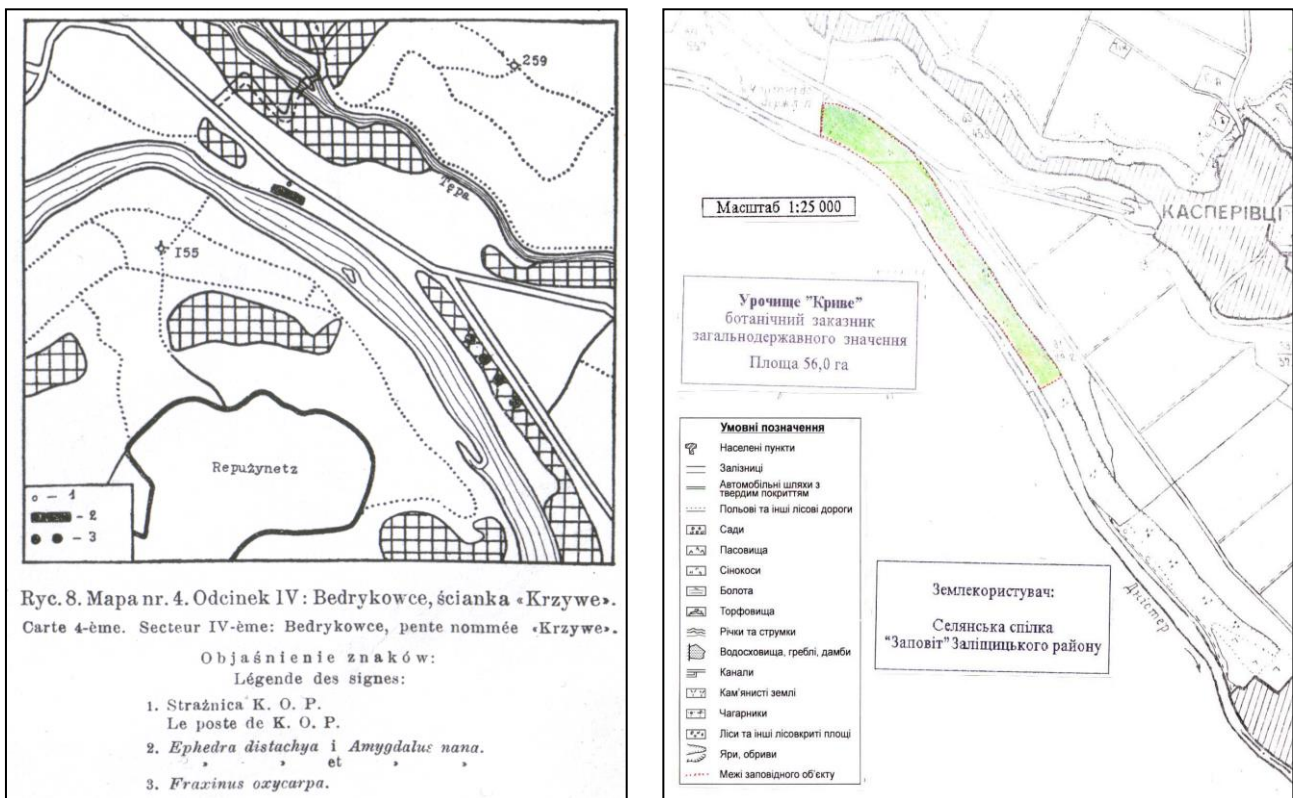 259
Tępa
155
Repużynetz
o – 1
– 2
– 3
Ryc. 8. Mapa nr. 4. Odcinek IV: Bedrykowce, ścianka «Krzywe».
Carte 4-ème. Secteur IV-ème: Bedrykowce, pente nommée «Krzywe».
Objaśnienie znaków:
Légende des signes:
1. Strażnica K. O. P.
Le poste de K. O. P.
2. Ephedra distachya i Amygdalus nana.
» » et » »
3. Fraxinus oxycarpa.
Масштаб 1:25 000
КАСПЕРІВЦІ
Урочище "Криве"
ботанічний заказник
загальнодержавного значення
Площа 56,0 га
Умовні позначення
Населені пункти
Залізниці
Автомобільні шляхи з
твердим покриттям
Польові та інші лісові дороги
Сади
Пасовища
Сінокоси
Болота
Торфовища
Річки та струмки
Водосховища, греблі, дамби
Канали
Кам'янисті землі
Чагарники
Ліси та інші лісовкриті площі
Яри, обриви
Межі заповідного об'єкту
Землекористувач:
Селянська спілка
"Заповіт" Заліщицького району
Дністер